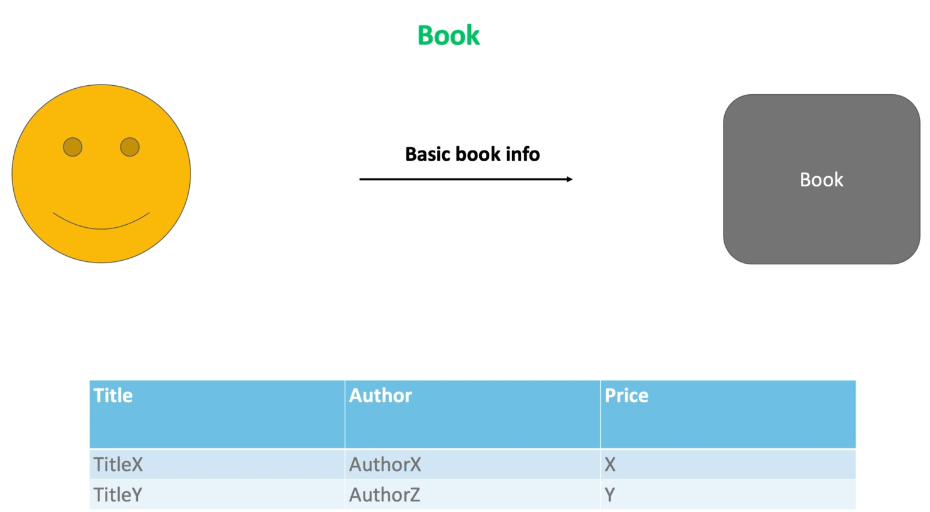 Book
Basic book info
Book
Title Author Price
TitleX AuthorX X
TitleY AuthorZ Y